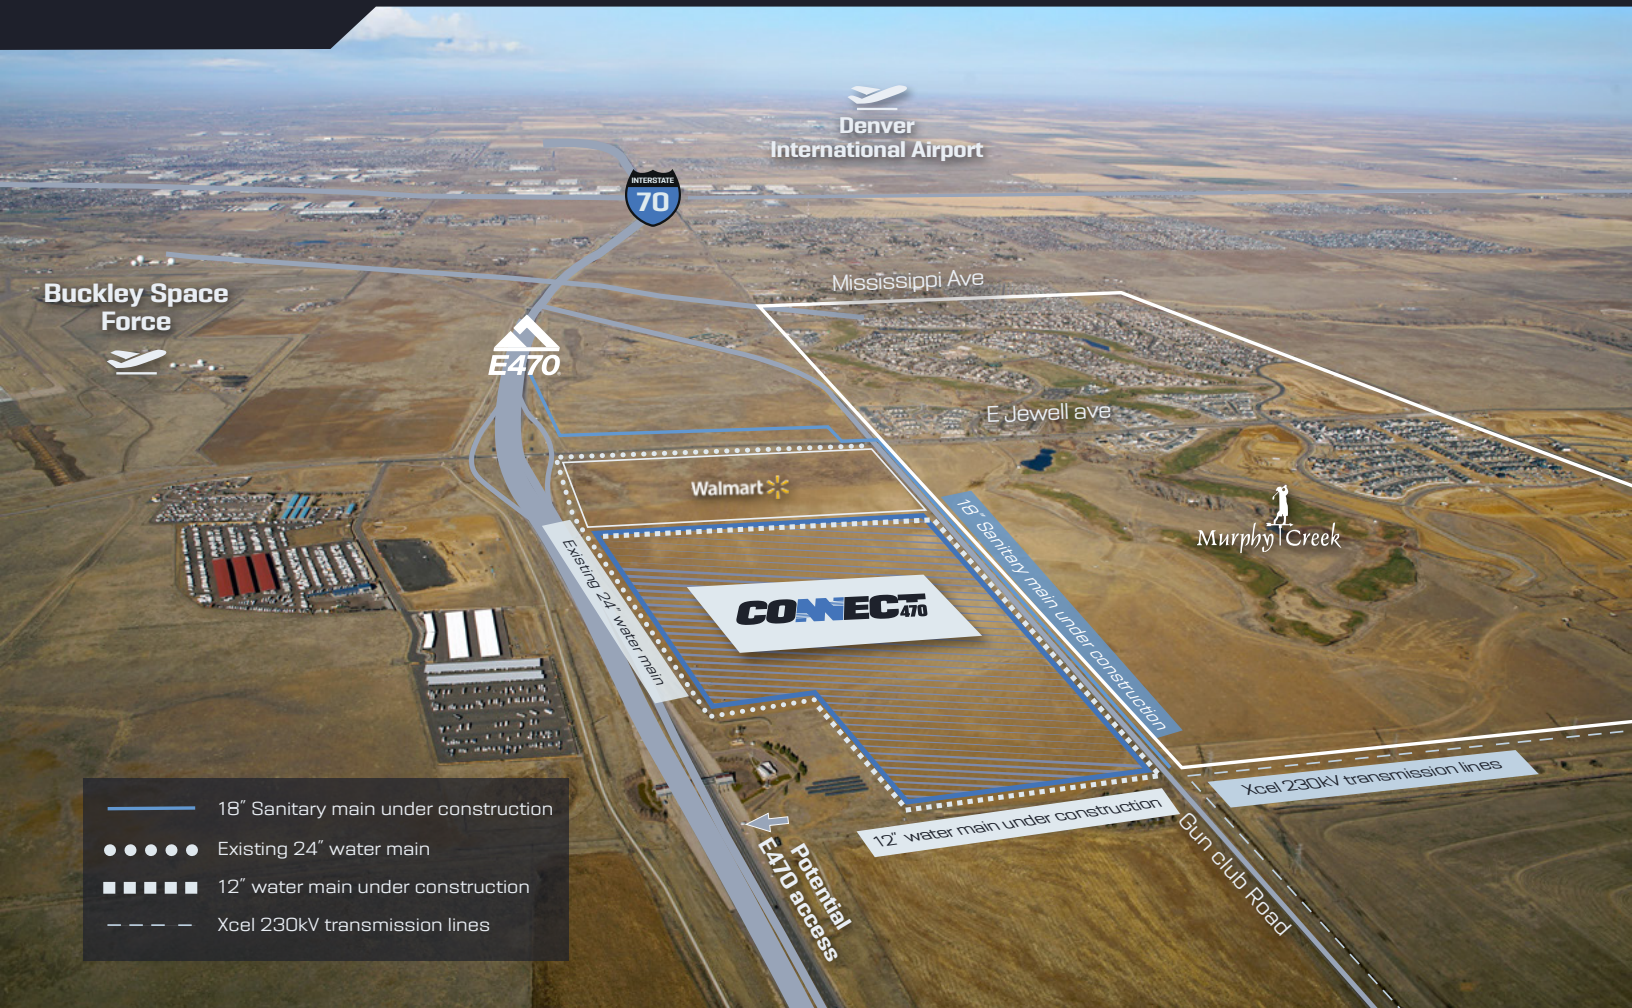 Denver
International Airport
INTERSTATE
70
Buckley Space
Force
Mississippi Ave
E470
E Jewell ave
Walmart
18" Sanitary main under construction
Murphy Creek
Existing 24" water main
CONNECT
470
Xcel 230kV transmission lines
12" water main under construction
Gun club Road
Potential
E470 access
18" Sanitary main under construction
Existing 24" water main
12" water main under construction
Xcel 230kV transmission lines